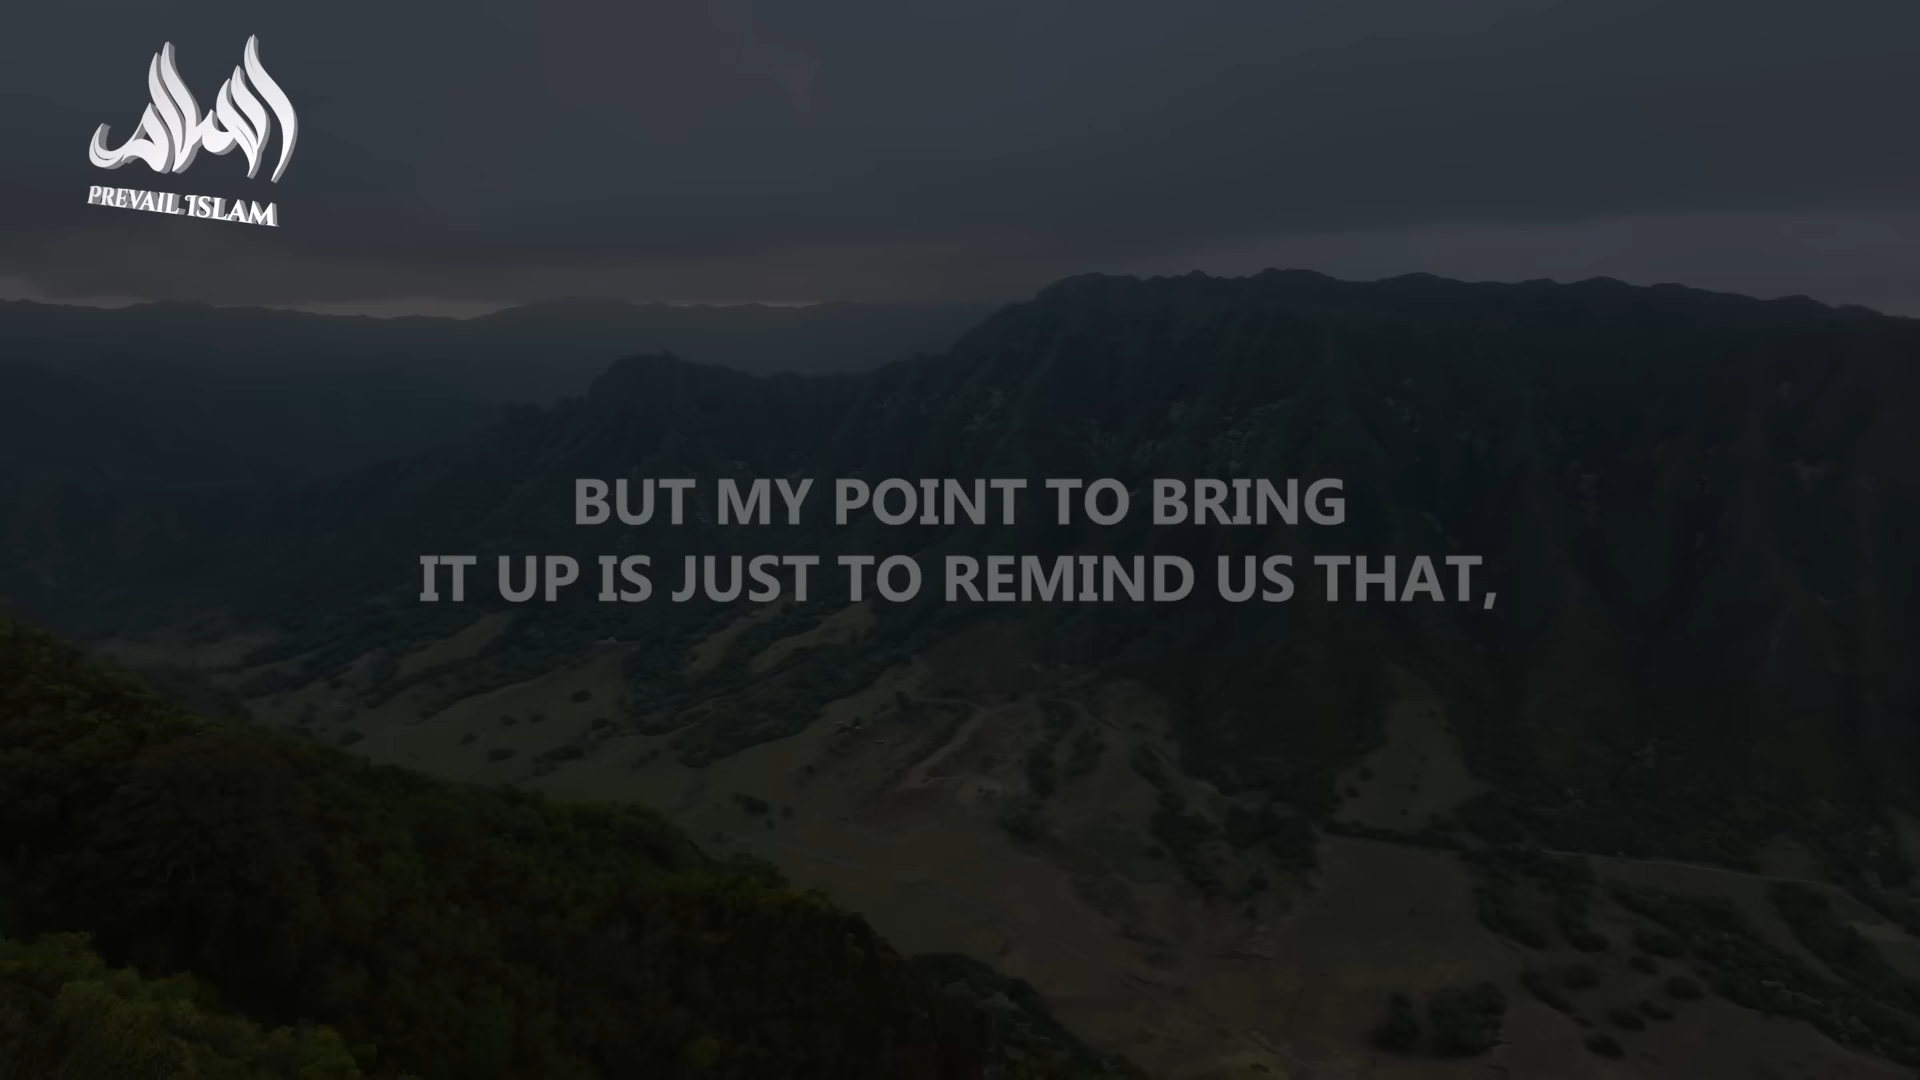 PREVAIL ISLAM
BUT MY POINT TO BRING
IT UP IS JUST TO REMIND US THAT,